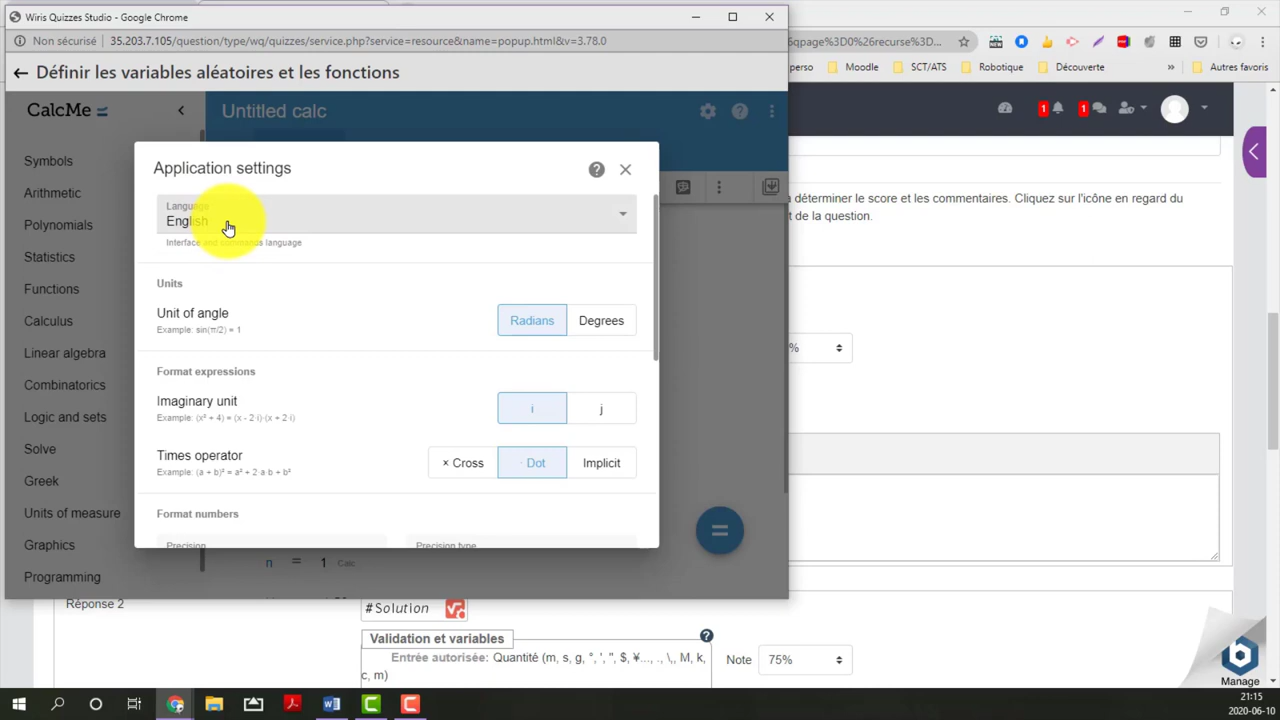 Wiris Quizzes Studio - Google Chrome
Non sécurisé 35.203.7.105/question/type/wq/quizzes/service.php?service=resource&name=popup.html&v=3.78.0
qpage%3D0%26recurse%3D...
Définir les variables aléatoires et les fonctions
perso
Moodle
SCT/ATS
Robotique
Découverte
»
Autres favoris
CalcMe
Untitled calc
1
1
Symbols
Arithmetic
Polynomials
Statistics
Functions
Calculus
Linear algebra
Combinatorics
Logic and sets
Solve
Greek
Units of measure
Graphics
Programming
Application settings
Language
English
Interface and commands language
Units
Unit of angle
Radians
Degrees
Example: sin(π/2) = 1
Format expressions
Imaginary unit
i
j
Example: (x² + 4) = (x - 2·i)·(x + 2·i)
Times operator
× Cross
· Dot
Implicit
Example: (a + b)² = a² + 2·a·b + b²
Format numbers
Precision
Precision type
n = 1 Calc
=
à déterminer le score et les commentaires. Cliquez sur l'icône en regard du
t de la question.
%
Réponse 2
#Solution
Validation et variables
Entrée autorisée: Quantité (m, s, g, °, ', ", $, ¥..., ., \,, M, k,
c, m)
Note
75%
Manage
21:15
2020-06-10